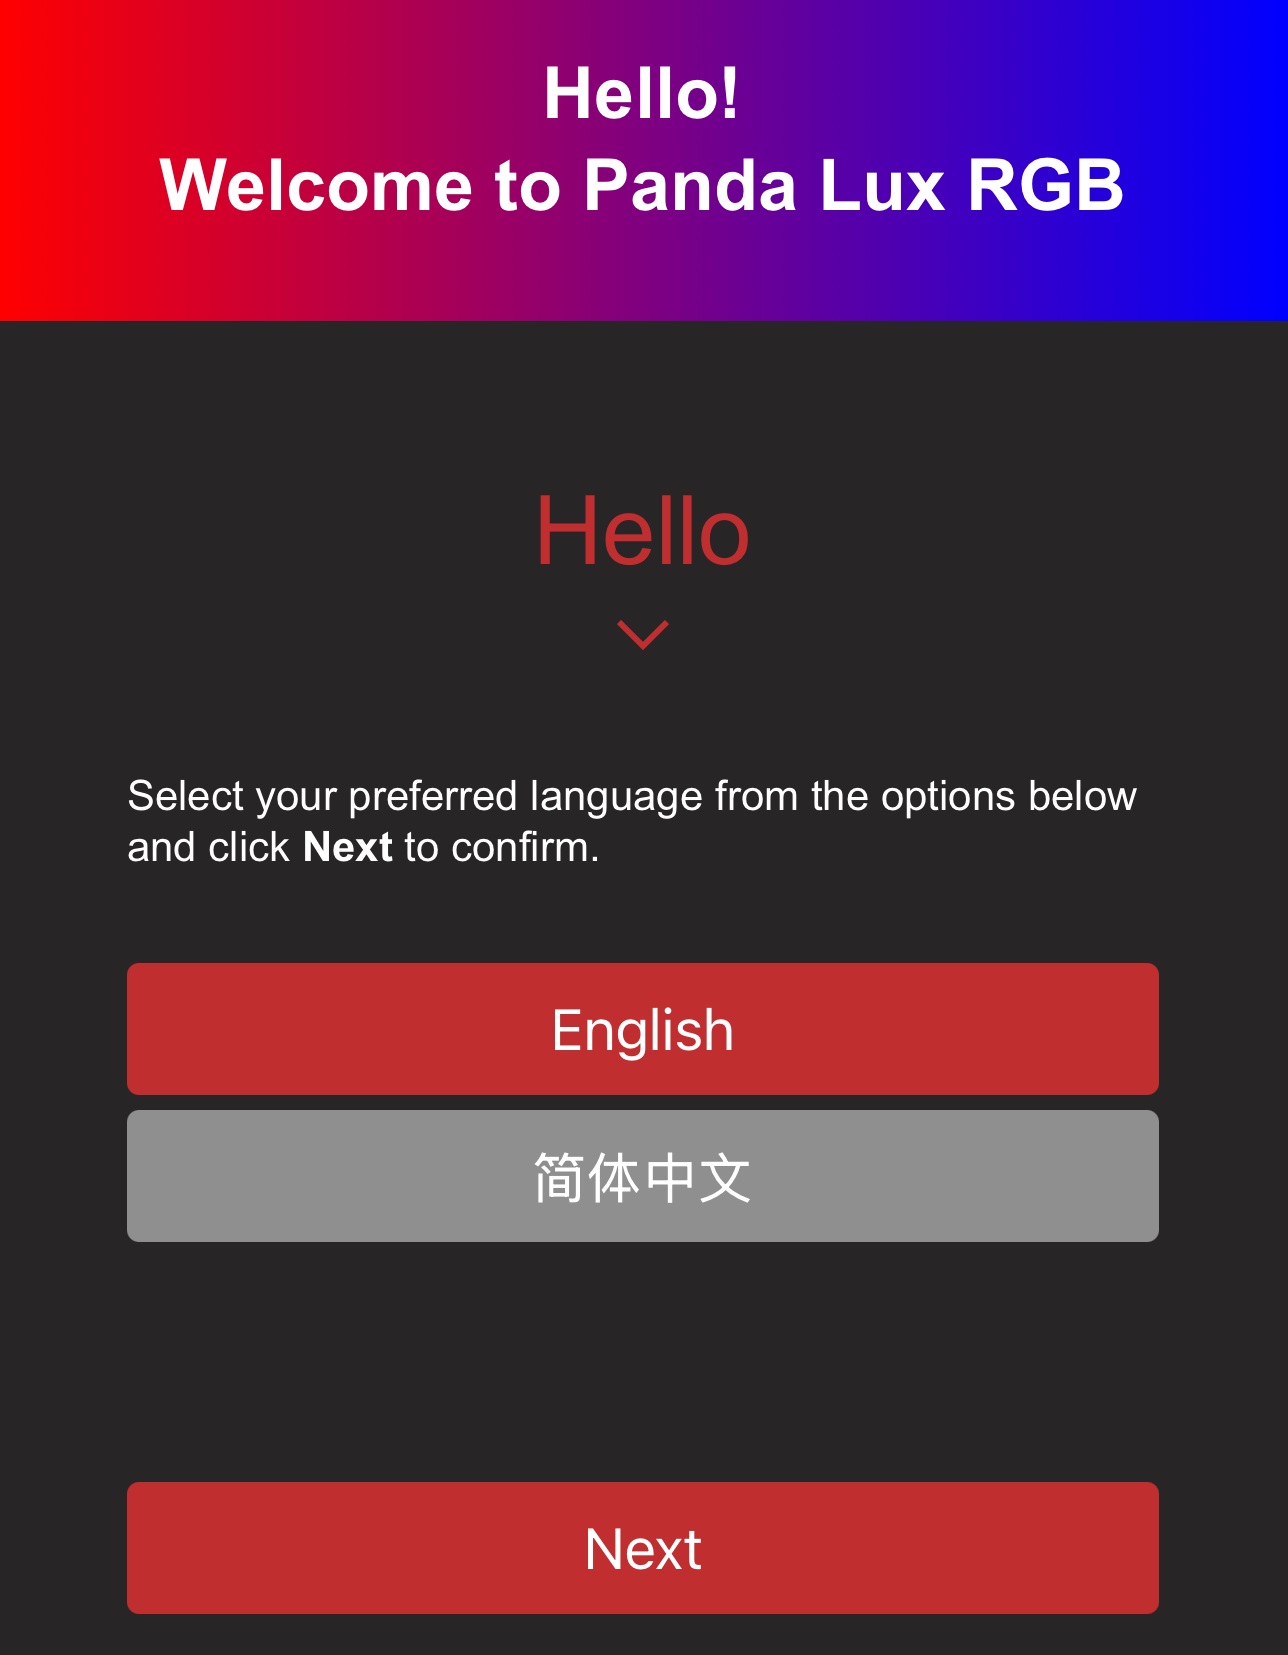 Hello!
Welcome to Panda Lux RGB
Hello
Select your preferred language from the options below
and click Next to confirm.
English
简体中文
Next